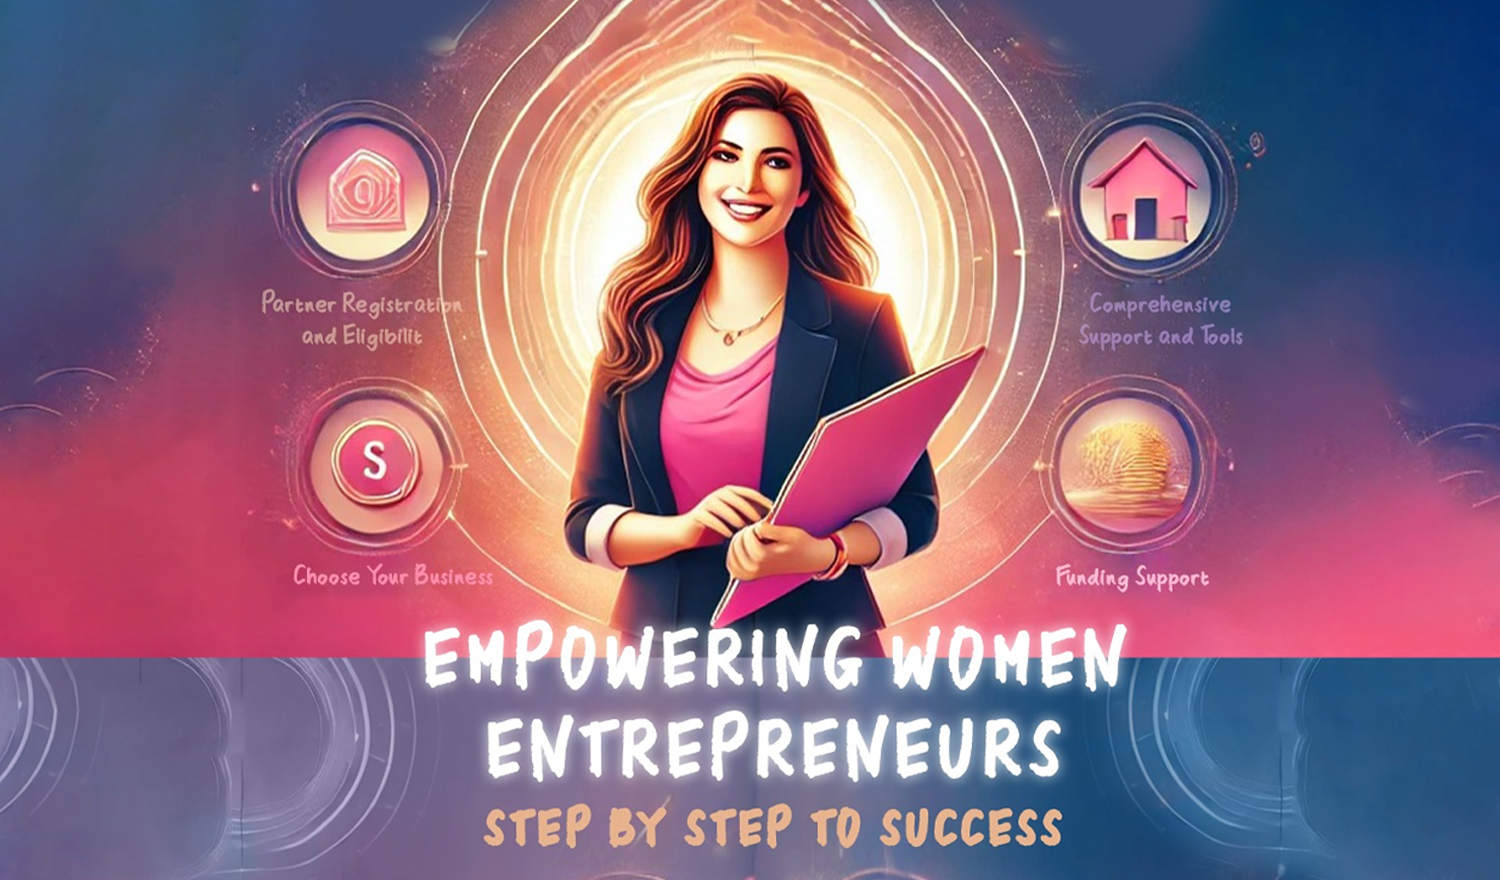 Partner Registration
and Eligibilit
Comprehensive
Support and Tools
S
Choose Your Business
Funding Support
EMPOWERING WOMEN
ENTREPRENEURS
STEP BY STEP TO SUCCESS